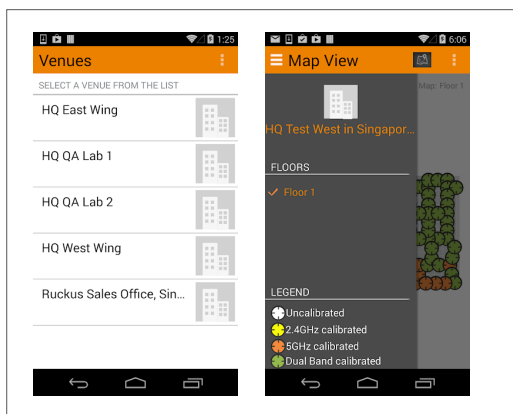 1:25
Venues
SELECT A VENUE FROM THE LIST
HQ East Wing
HQ QA Lab 1
HQ QA Lab 2
HQ West Wing
Ruckus Sales Office, Sin...
6:06
Map View
Map: Floor 1
HQ Test West in Singapor...
FLOORS
Floor 1
LEGEND
Uncalibrated
2.4GHz calibrated
5GHz calibrated
Dual Band calibrated